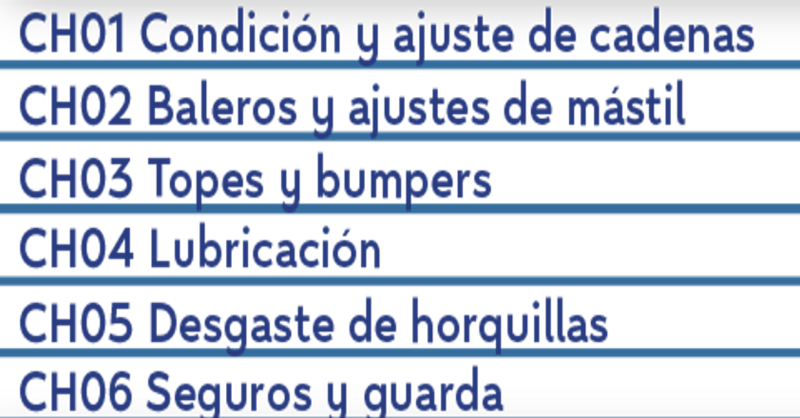 CH01 Condición y ajuste de cadenas
CH02 Baleros y ajustes de mástil
CH03 Topes y bumpers
CH04 Lubricación
CH05 Desgaste de horquillas
CH06 Seguros y guarda